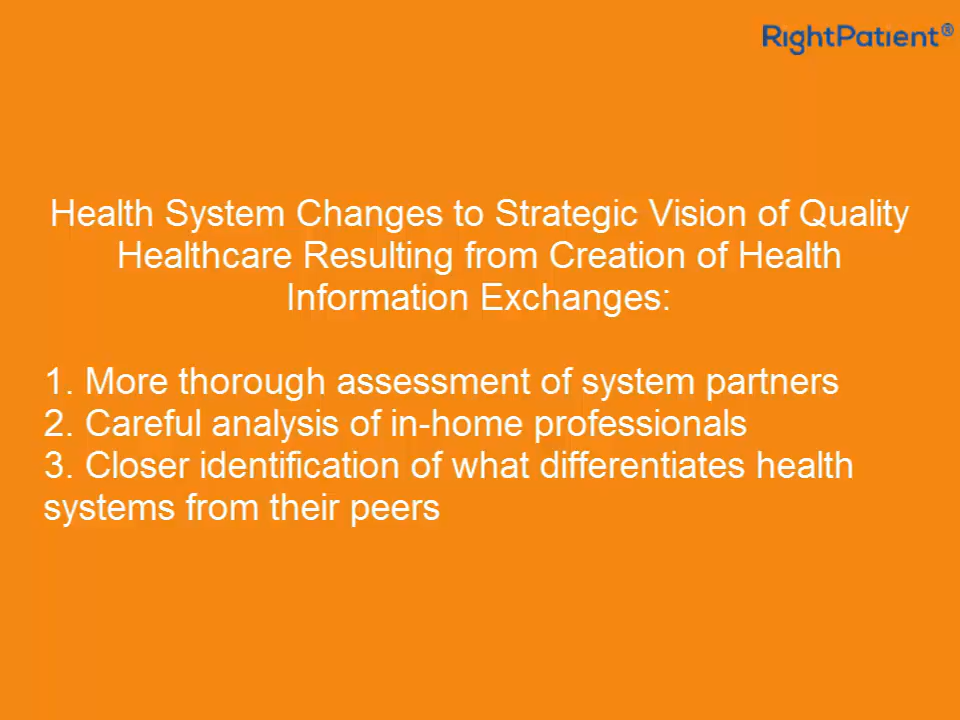 RightPatient®
Health System Changes to Strategic Vision of Quality
Healthcare Resulting from Creation of Health
Information Exchanges:
1. More thorough assessment of system partners
2. Careful analysis of in-home professionals
3. Closer identification of what differentiates health
systems from their peers